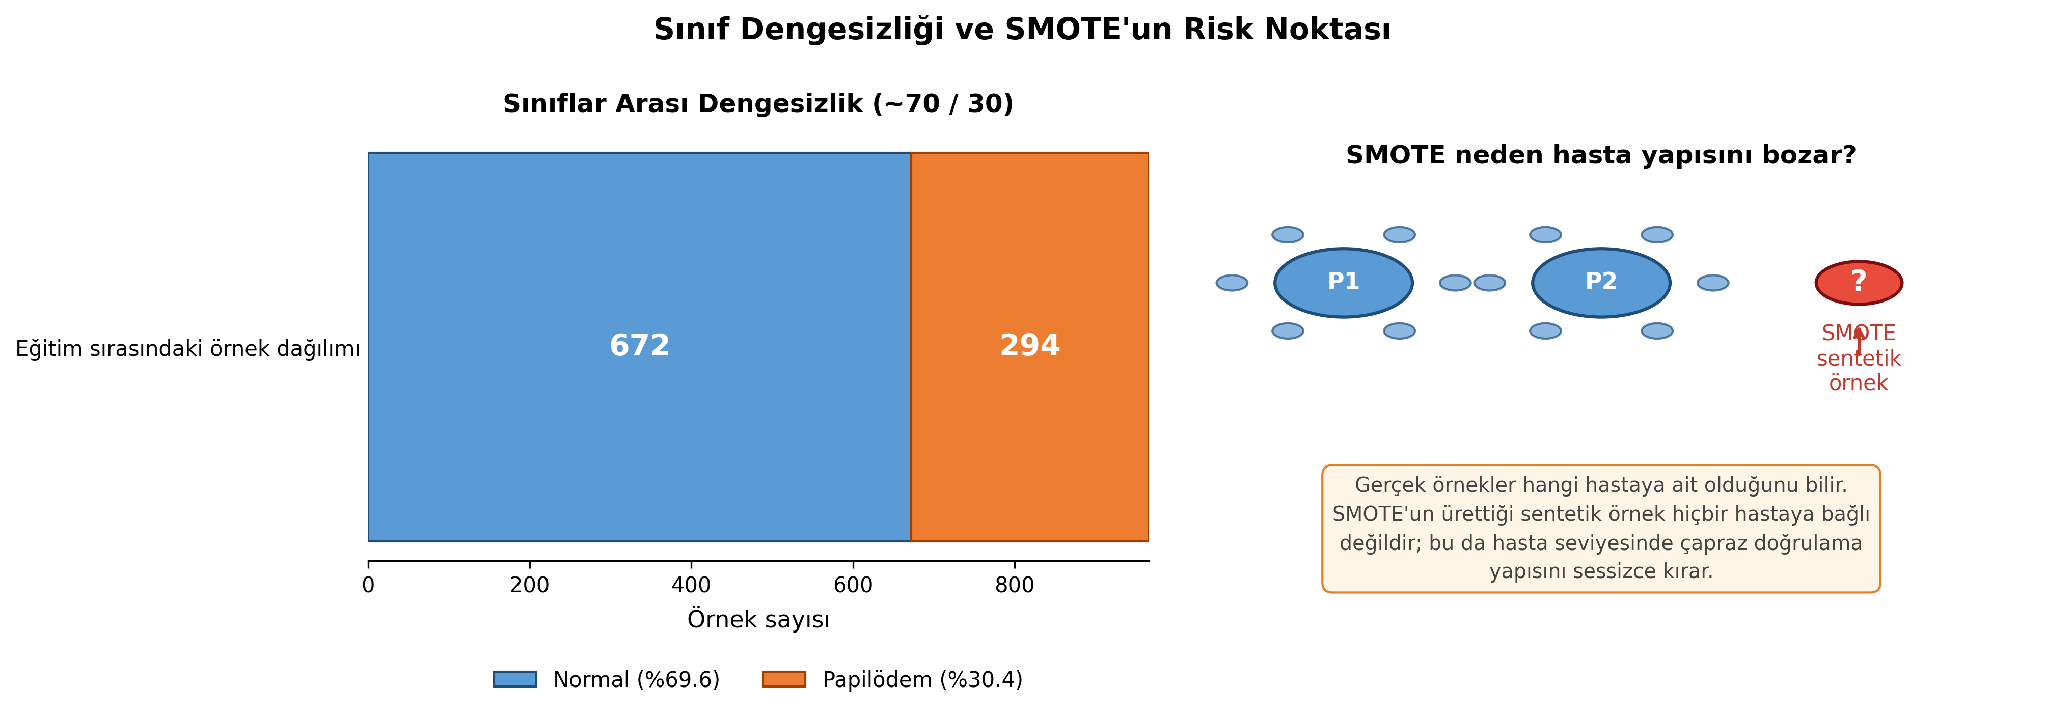 Sınıf Dengesizliği ve SMOTE'un Risk Noktası
Sınıflar Arası Dengesizlik (~70 / 30)
672
294
Eğitim sırasındaki örnek dağılımı
0
200
400
600
800
Örnek sayısı
Normal (%69.6)
Papilödem (%30.4)
SMOTE neden hasta yapısını bozar?
P1
P2
?
SMOTE
sentetik
örnek
Gerçek örnekler hangi hastaya ait olduğunu bilir.
SMOTE'un ürettiği sentetik örnek hiçbir hastaya bağlı
değildir; bu da hasta seviyesinde çapraz doğrulama
yapısını sessizce kırar.